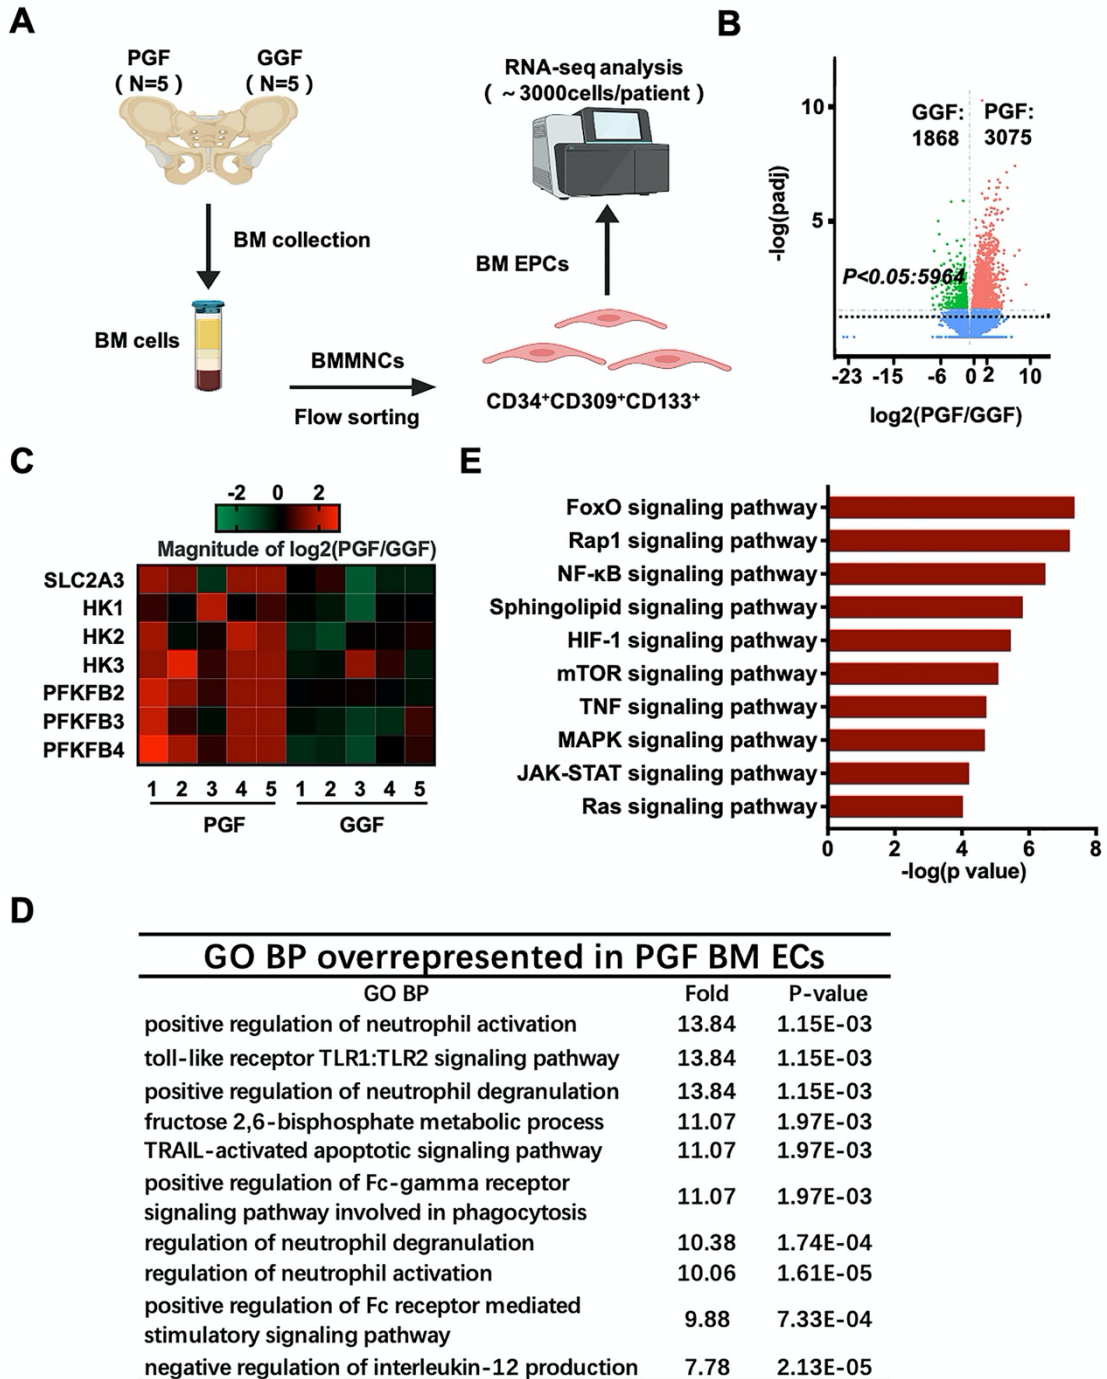 A
PGF
( N=5 )
GGF
( N=5 )
BM collection
BM cells
BMMNCs
Flow sorting
RNA-seq analysis
( ~ 3000cells/patient )
BM EPCs
CD34+CD309+CD133+
B
-log(padj)
10
5
GGF:
1868
PGF:
3075
P<0.05:5964
-23 -15 -6 0 2 10
log2(PGF/GGF)
C
-2 0 2
Magnitude of log2(PGF/GGF)
SLC2A3
HK1
HK2
HK3
PFKFB2
PFKFB3
PFKFB4
1 2 3 4 5 1 2 3 4 5
PGF GGF
E
FoxO signaling pathway
Rap1 signaling pathway
NF-κB signaling pathway
Sphingolipid signaling pathway
HIF-1 signaling pathway
mTOR signaling pathway
TNF signaling pathway
MAPK signaling pathway
JAK-STAT signaling pathway
Ras signaling pathway
0 2 4 6 8
-log(p value)
D
GO BP overrepresented in PGF BM ECs
GO BP Fold P-value
positive regulation of neutrophil activation 13.84 1.15E-03
toll-like receptor TLR1:TLR2 signaling pathway 13.84 1.15E-03
positive regulation of neutrophil degranulation 13.84 1.15E-03
fructose 2,6-bisphosphate metabolic process 11.07 1.97E-03
TRAIL-activated apoptotic signaling pathway 11.07 1.97E-03
positive regulation of Fc-gamma receptor
signaling pathway involved in phagocytosis 11.07 1.97E-03
regulation of neutrophil degranulation 10.38 1.74E-04
regulation of neutrophil activation 10.06 1.61E-05
positive regulation of Fc receptor mediated
stimulatory signaling pathway 9.88 7.33E-04
negative regulation of interleukin-12 production 7.78 2.13E-05